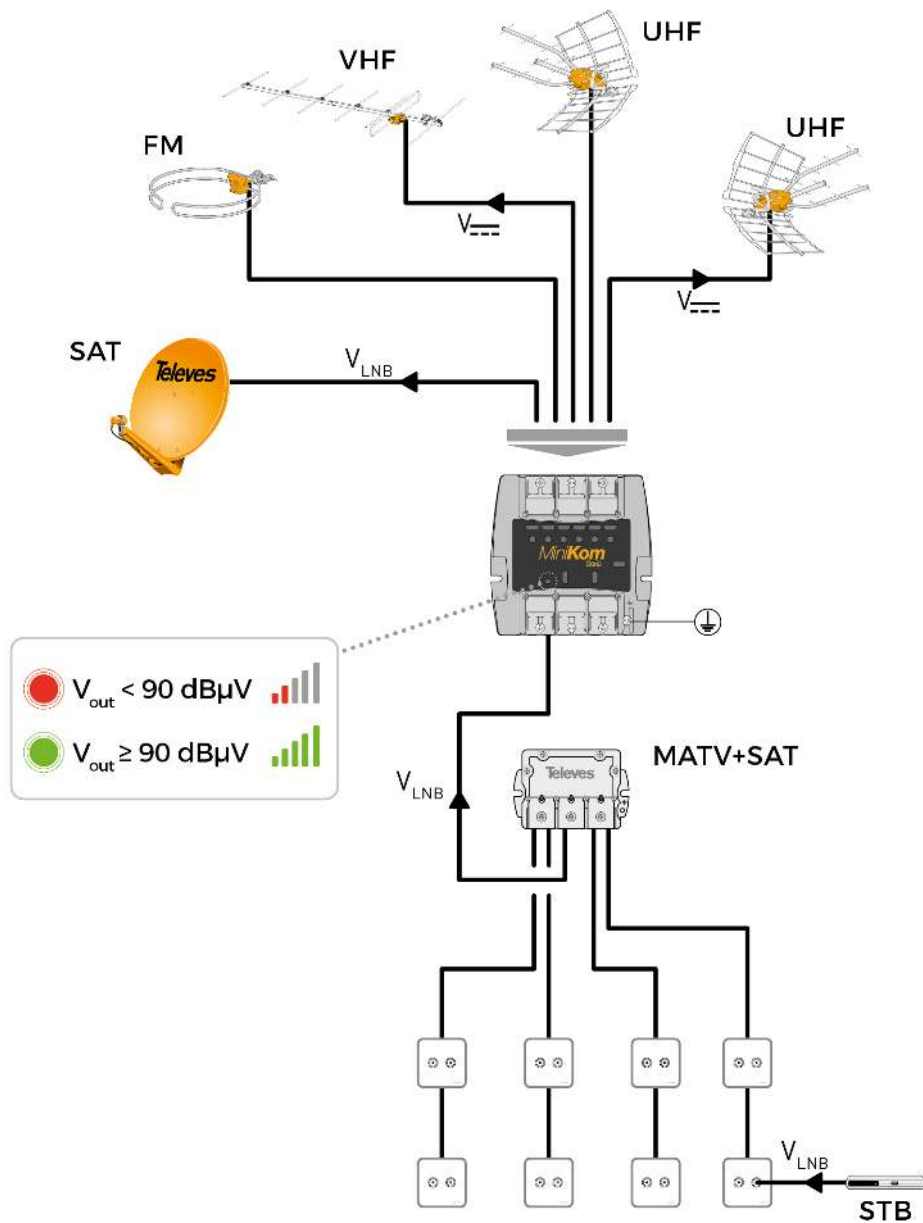 UHF
VHF
UHF
FM
V
V
SAT
Televes
V LNB
MiniKom
V out < 90 dBµV
V out ≥ 90 dBµV
MATV+SAT
Televes
V LNB
V LNB
STB